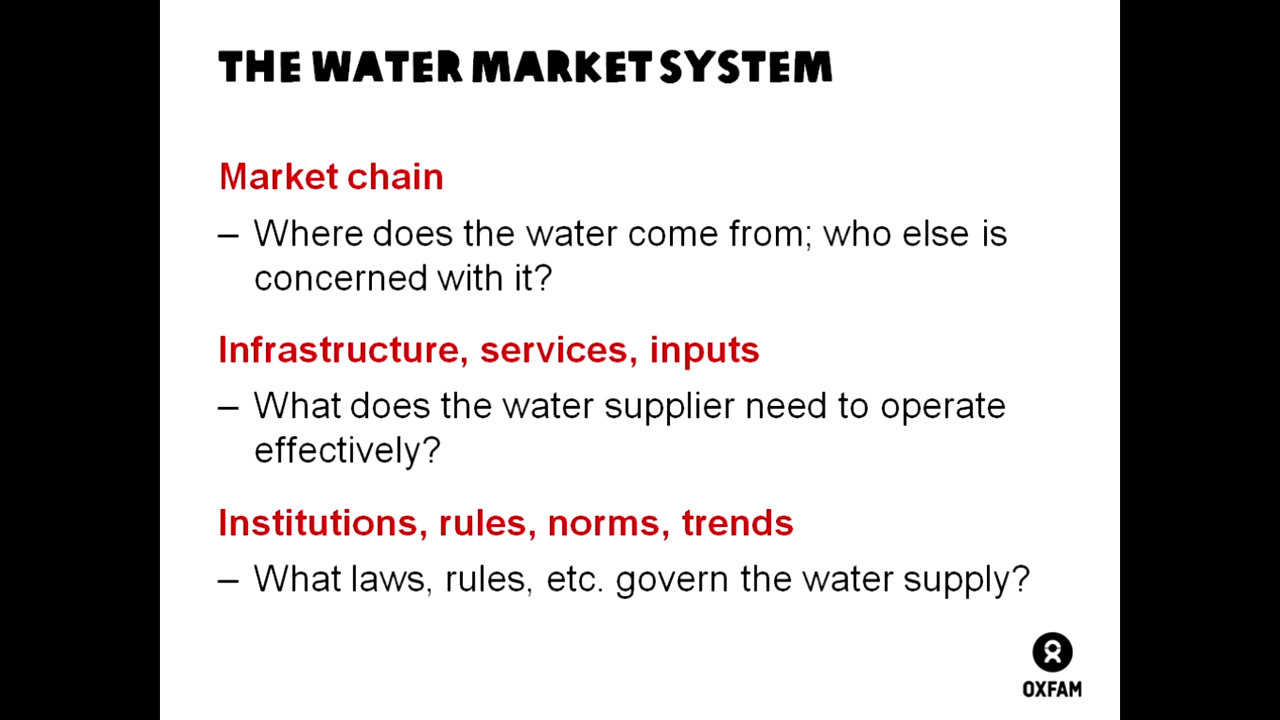 THE WATER MARKET SYSTEM
Market chain
– Where does the water come from; who else is
concerned with it?
Infrastructure, services, inputs
– What does the water supplier need to operate
effectively?
Institutions, rules, norms, trends
– What laws, rules, etc. govern the water supply?
OXFAM